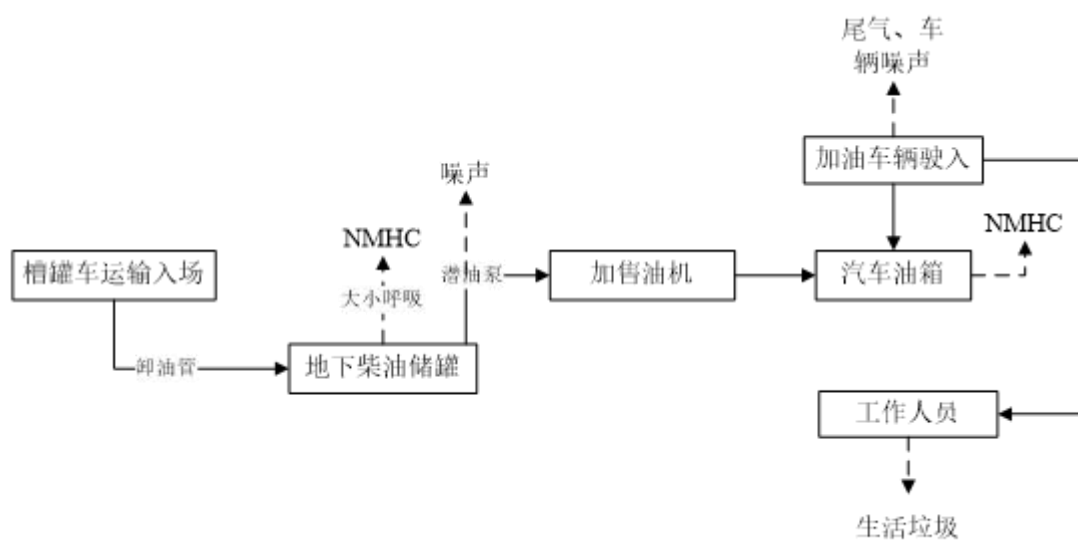 尾气、车
辆噪声
加油车辆驶入
噪声
NMHC
NMHC
槽罐车运输入场
潜油泵
加售油机
汽车油箱
大小呼吸
卸油管
地下柴油储罐
工作人员
生活垃圾